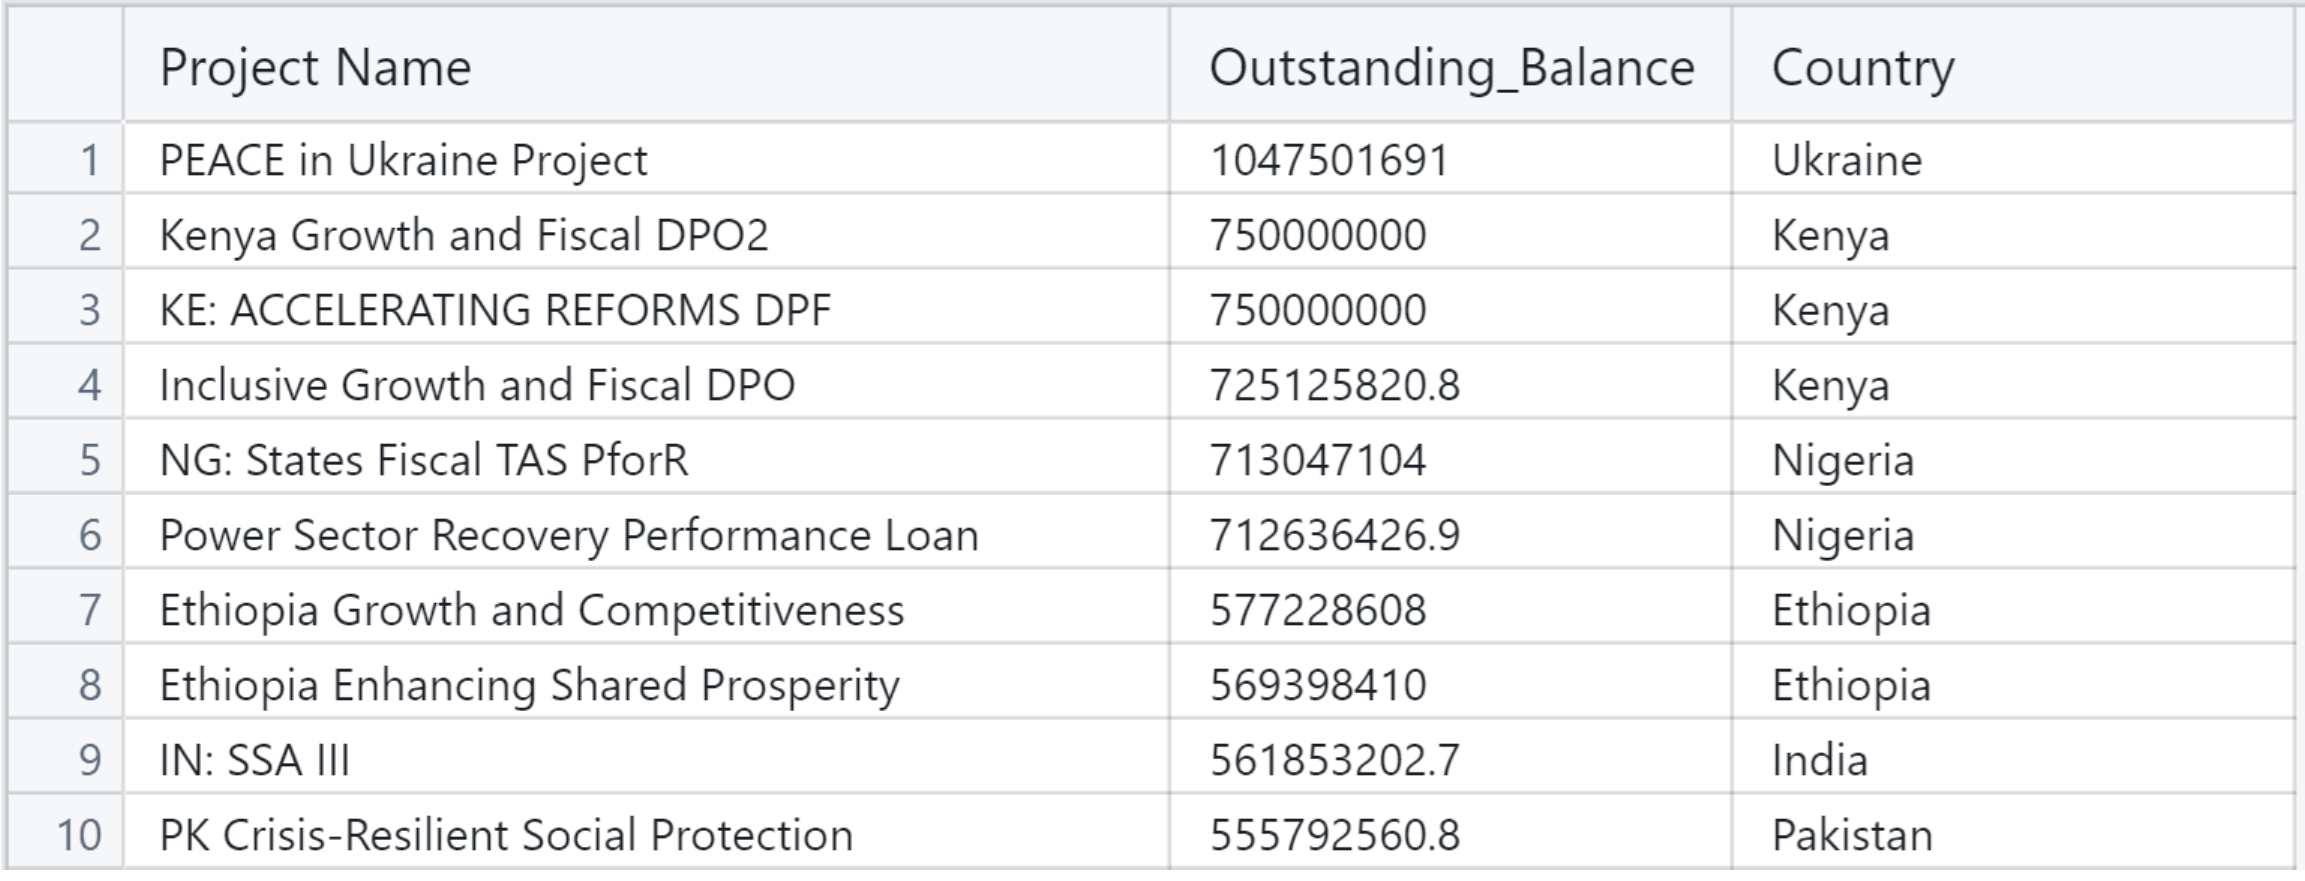 Project Name Outstanding_Balance Country
1 PEACE in Ukraine Project 1047501691 Ukraine
2 Kenya Growth and Fiscal DPO2 750000000 Kenya
3 KE: ACCELERATING REFORMS DPF 750000000 Kenya
4 Inclusive Growth and Fiscal DPO 725125820.8 Kenya
5 NG: States Fiscal TAS PforR 713047104 Nigeria
6 Power Sector Recovery Performance Loan 712636426.9 Nigeria
7 Ethiopia Growth and Competitiveness 577228608 Ethiopia
8 Ethiopia Enhancing Shared Prosperity 569398410 Ethiopia
9 IN: SSA III 561853202.7 India
10 PK Crisis-Resilient Social Protection 555792560.8 Pakistan